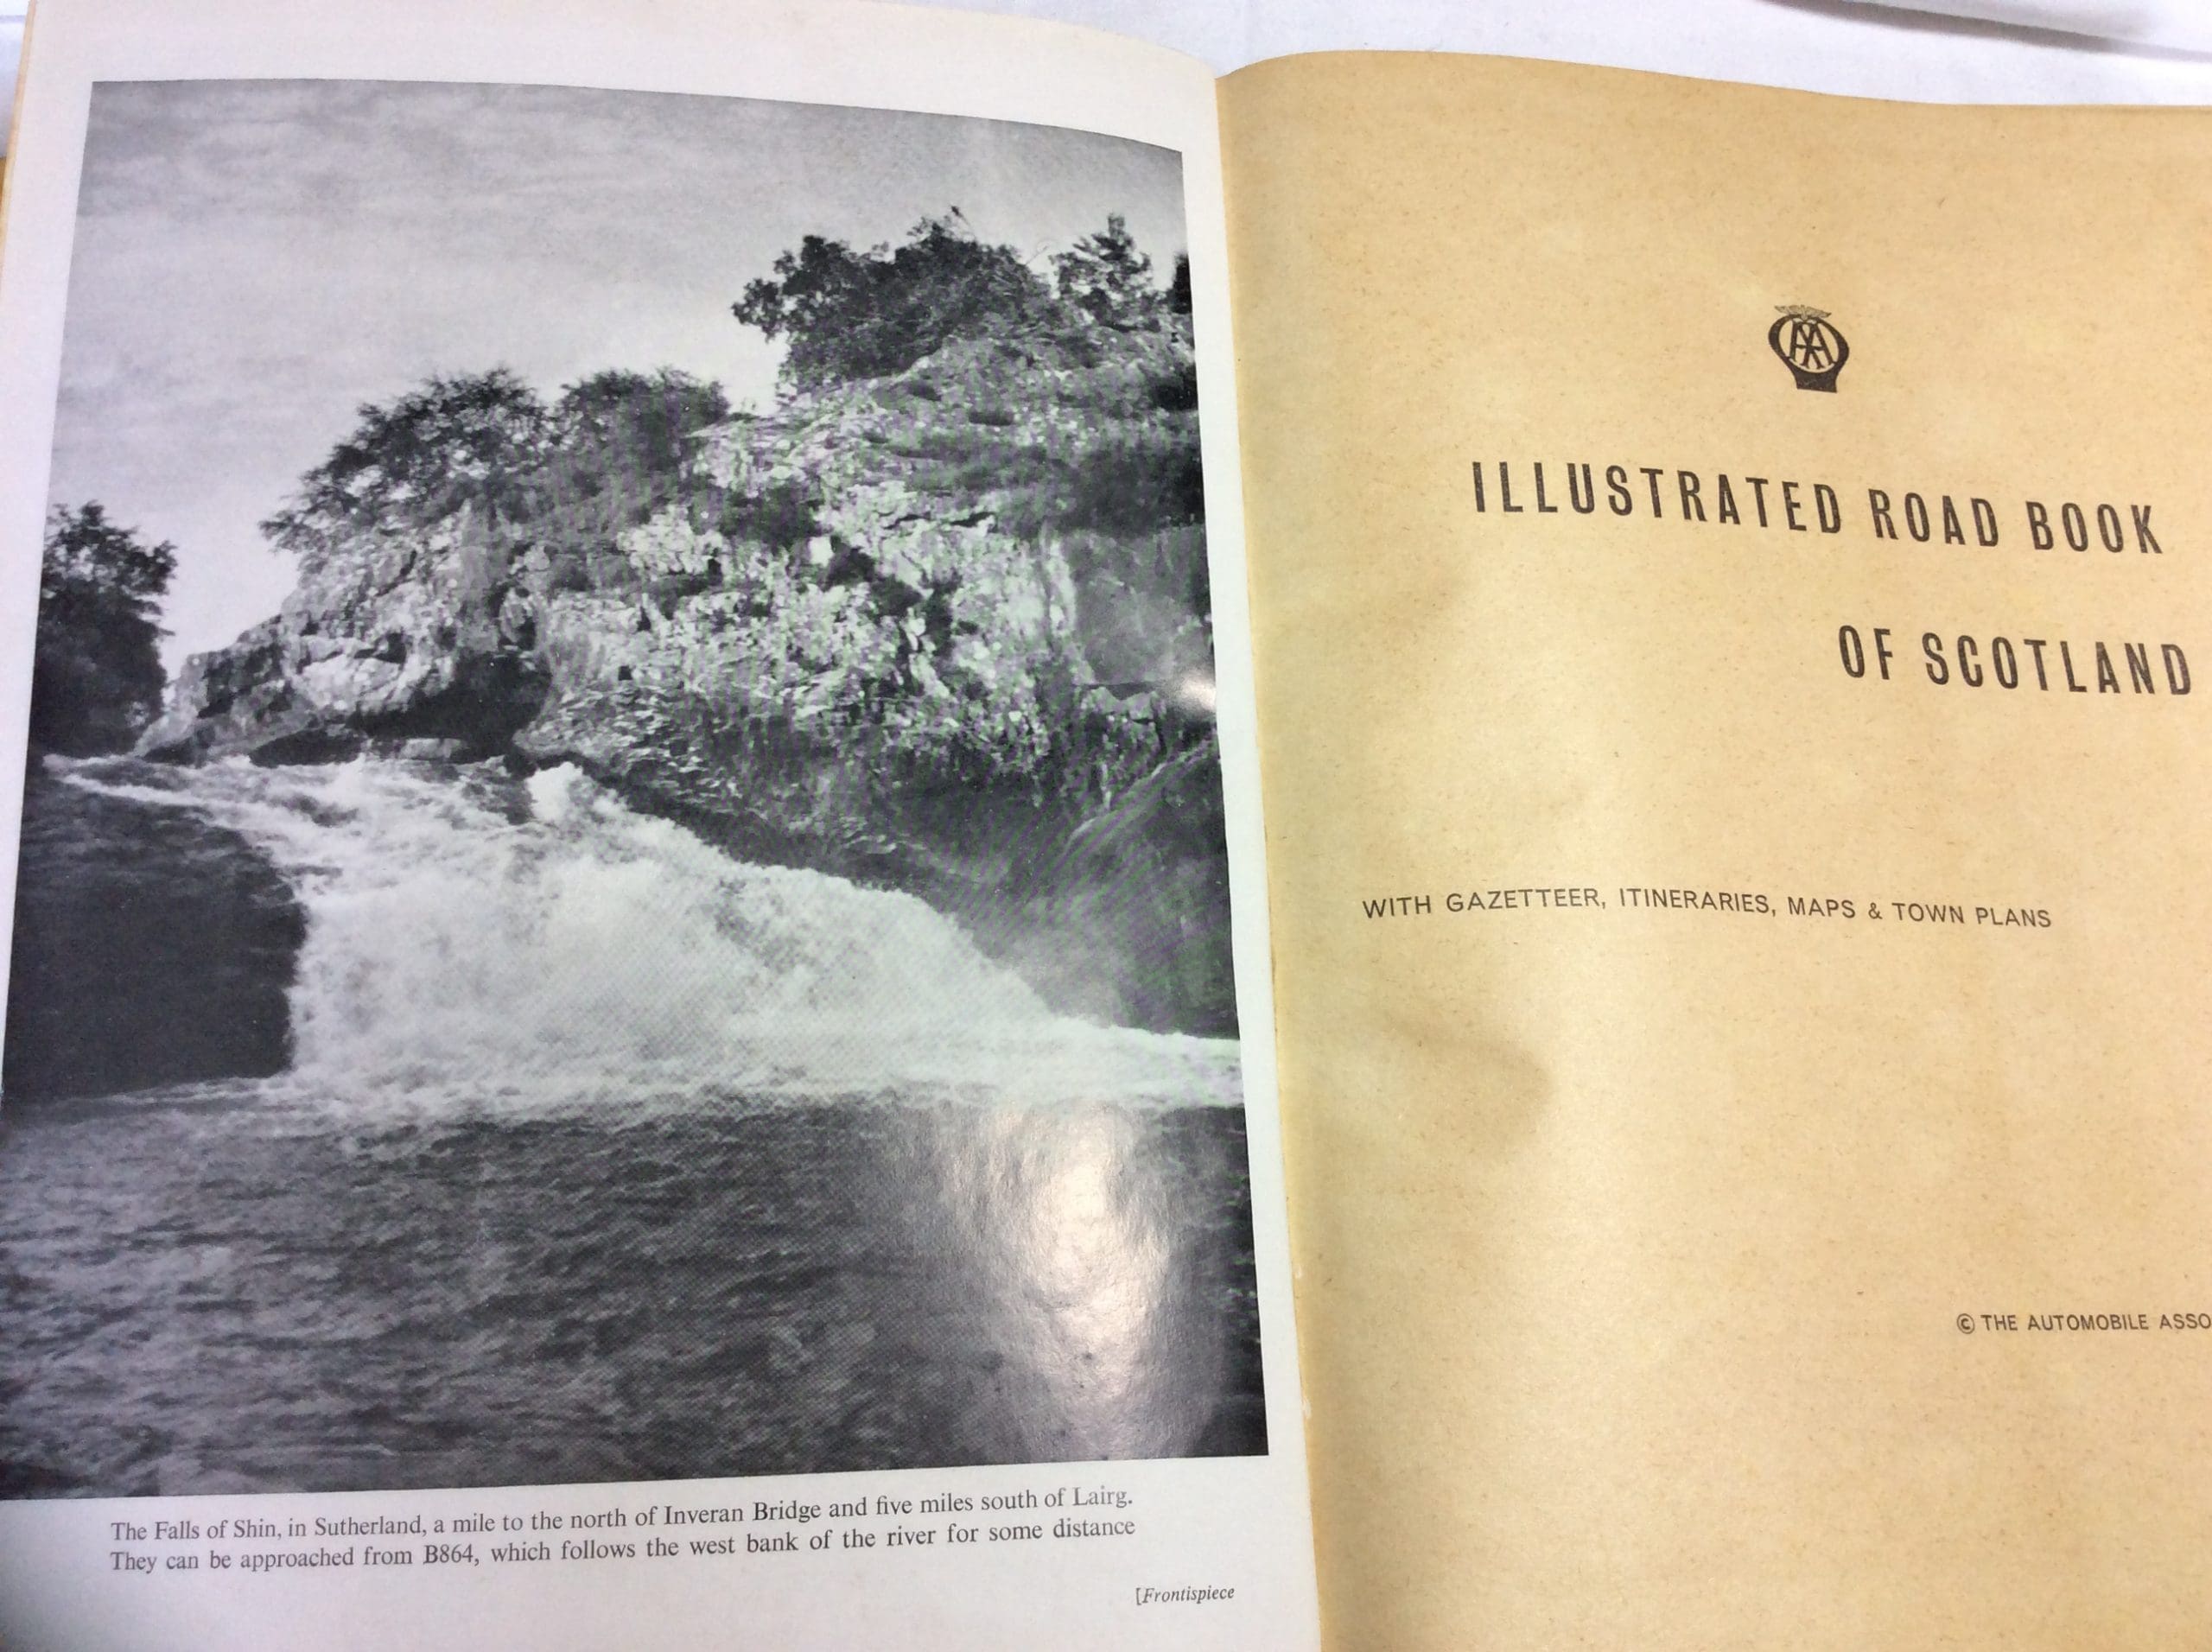 The Falls of Shin, in Sutherland, a mile to the north of Inveran Bridge and five miles south of Lairg.
They can be approached from B864, which follows the west bank of the river for some distance
[Frontispiece
AA
ILLUSTRATED ROAD BOOK
OF SCOTLAND
WITH GAZETTEER, ITINERARIES, MAPS & TOWN PLANS
© THE AUTOMOBILE ASSO